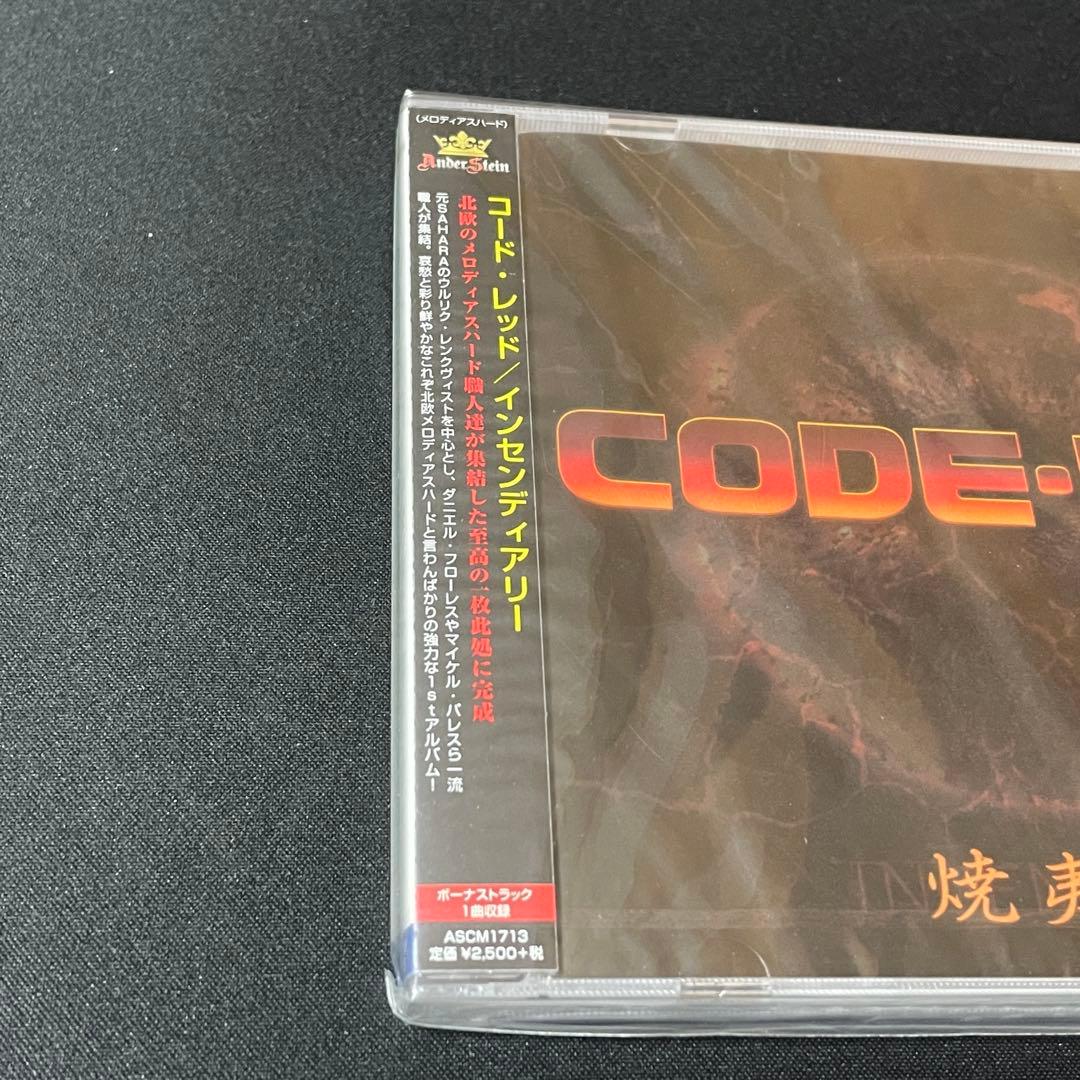 (メロディアスハード)
AnderStein
コード・レッド／インセンディアリー
北欧のメロディアスハード職人達が集結した至高の一枚此処に完成
元SAHARAのウルリク・レンクヴィストを中心とし、ダニエル・フローレスやマイケル・パレスら一流
職人が集結。哀愁と彩り鮮やかなこれぞ北欧メロディアスハードと言わんばかりの強力な1stアルバム！
ボーナストラック
1曲収録
ASCM1713
定価 ¥2,500+税
CODE-
焼夷